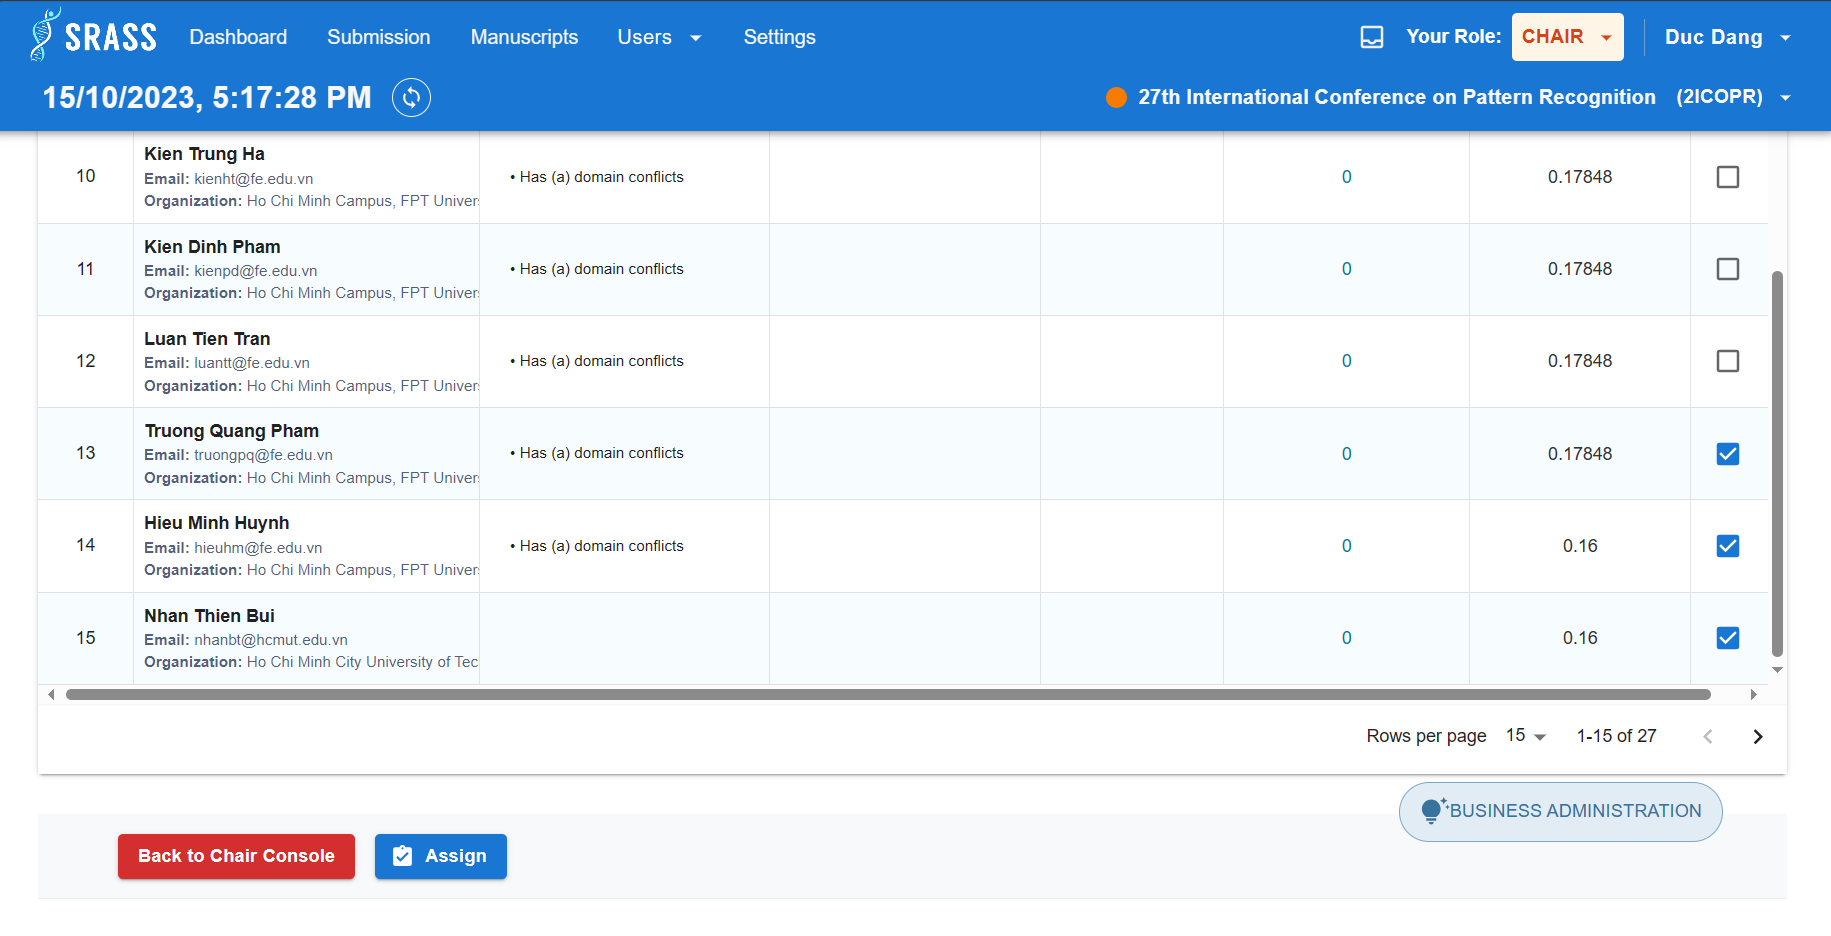 SRASS Dashboard Submission Manuscripts Users Settings Your Role: CHAIR Duc Dang
15/10/2023, 5:17:28 PM 27th International Conference on Pattern Recognition (2ICOPR)
Kien Trung Ha
10 Email: kienht@fe.edu.vn • Has (a) domain conflicts 0 0.17848
Organization: Ho Chi Minh Campus, FPT Univer
Kien Dinh Pham
11 Email: kienpd@fe.edu.vn • Has (a) domain conflicts 0 0.17848
Organization: Ho Chi Minh Campus, FPT Univer
Luan Tien Tran
12 Email: luantt@fe.edu.vn • Has (a) domain conflicts 0 0.17848
Organization: Ho Chi Minh Campus, FPT Univer
Truong Quang Pham
13 Email: truongpq@fe.edu.vn • Has (a) domain conflicts 0 0.17848
Organization: Ho Chi Minh Campus, FPT Univer
Hieu Minh Huynh
14 Email: hieuhm@fe.edu.vn • Has (a) domain conflicts 0 0.16
Organization: Ho Chi Minh Campus, FPT Univer
Nhan Thien Bui
15 Email: nhanbt@hcmut.edu.vn 0 0.16
Organization: Ho Chi Minh City University of Tec
Rows per page 15 1-15 of 27
BUSINESS ADMINISTRATION
Back to Chair Console Assign